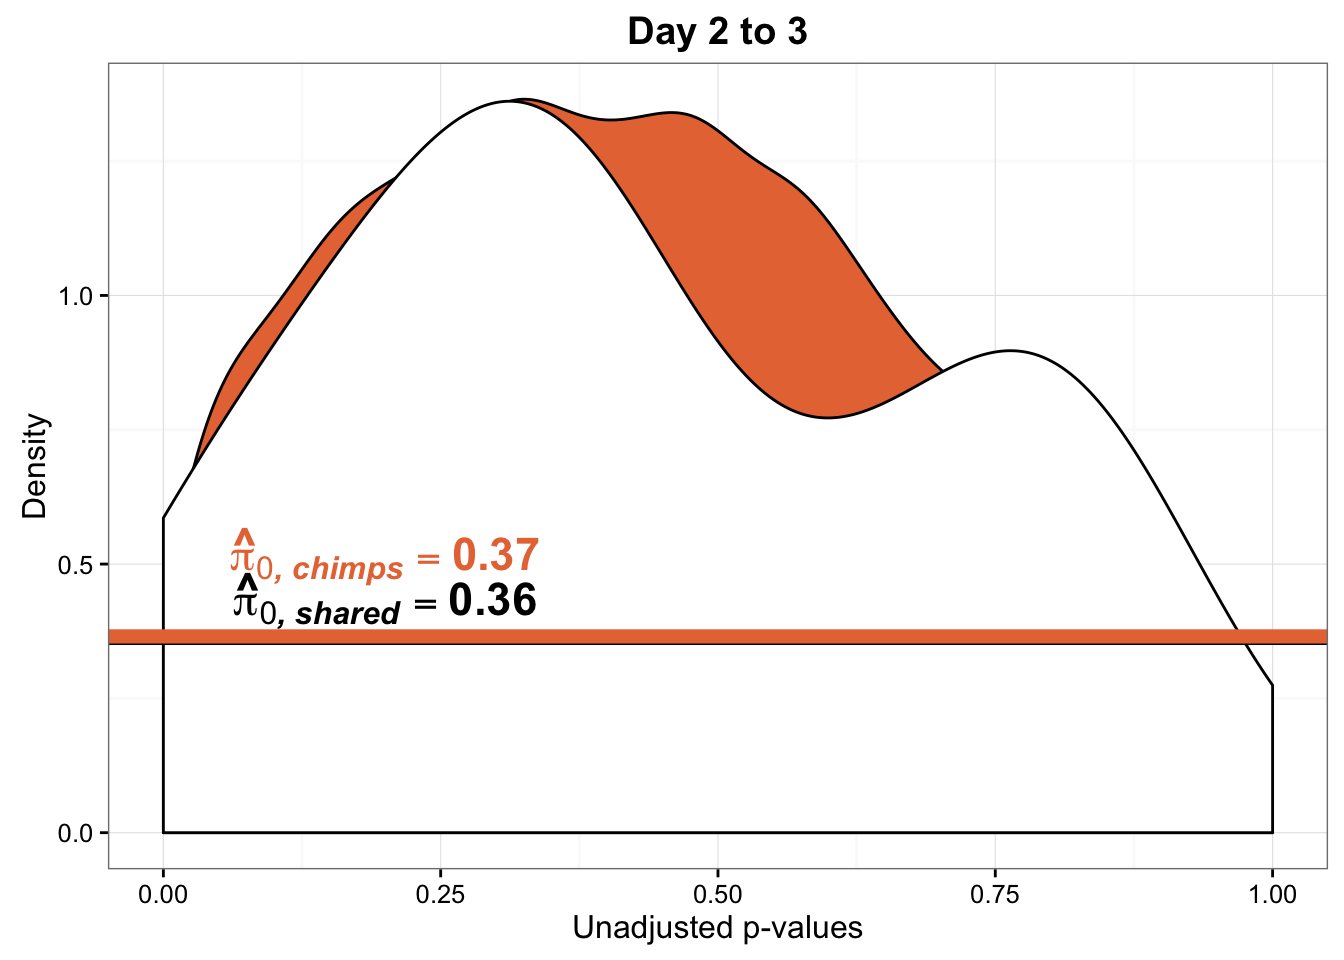 Day 2 to 3
Density
1.0
0.5
0.0
π̂0, chimps = 0.37
π̂0, shared = 0.36
0.00 0.25 0.50 0.75 1.00
Unadjusted p-values